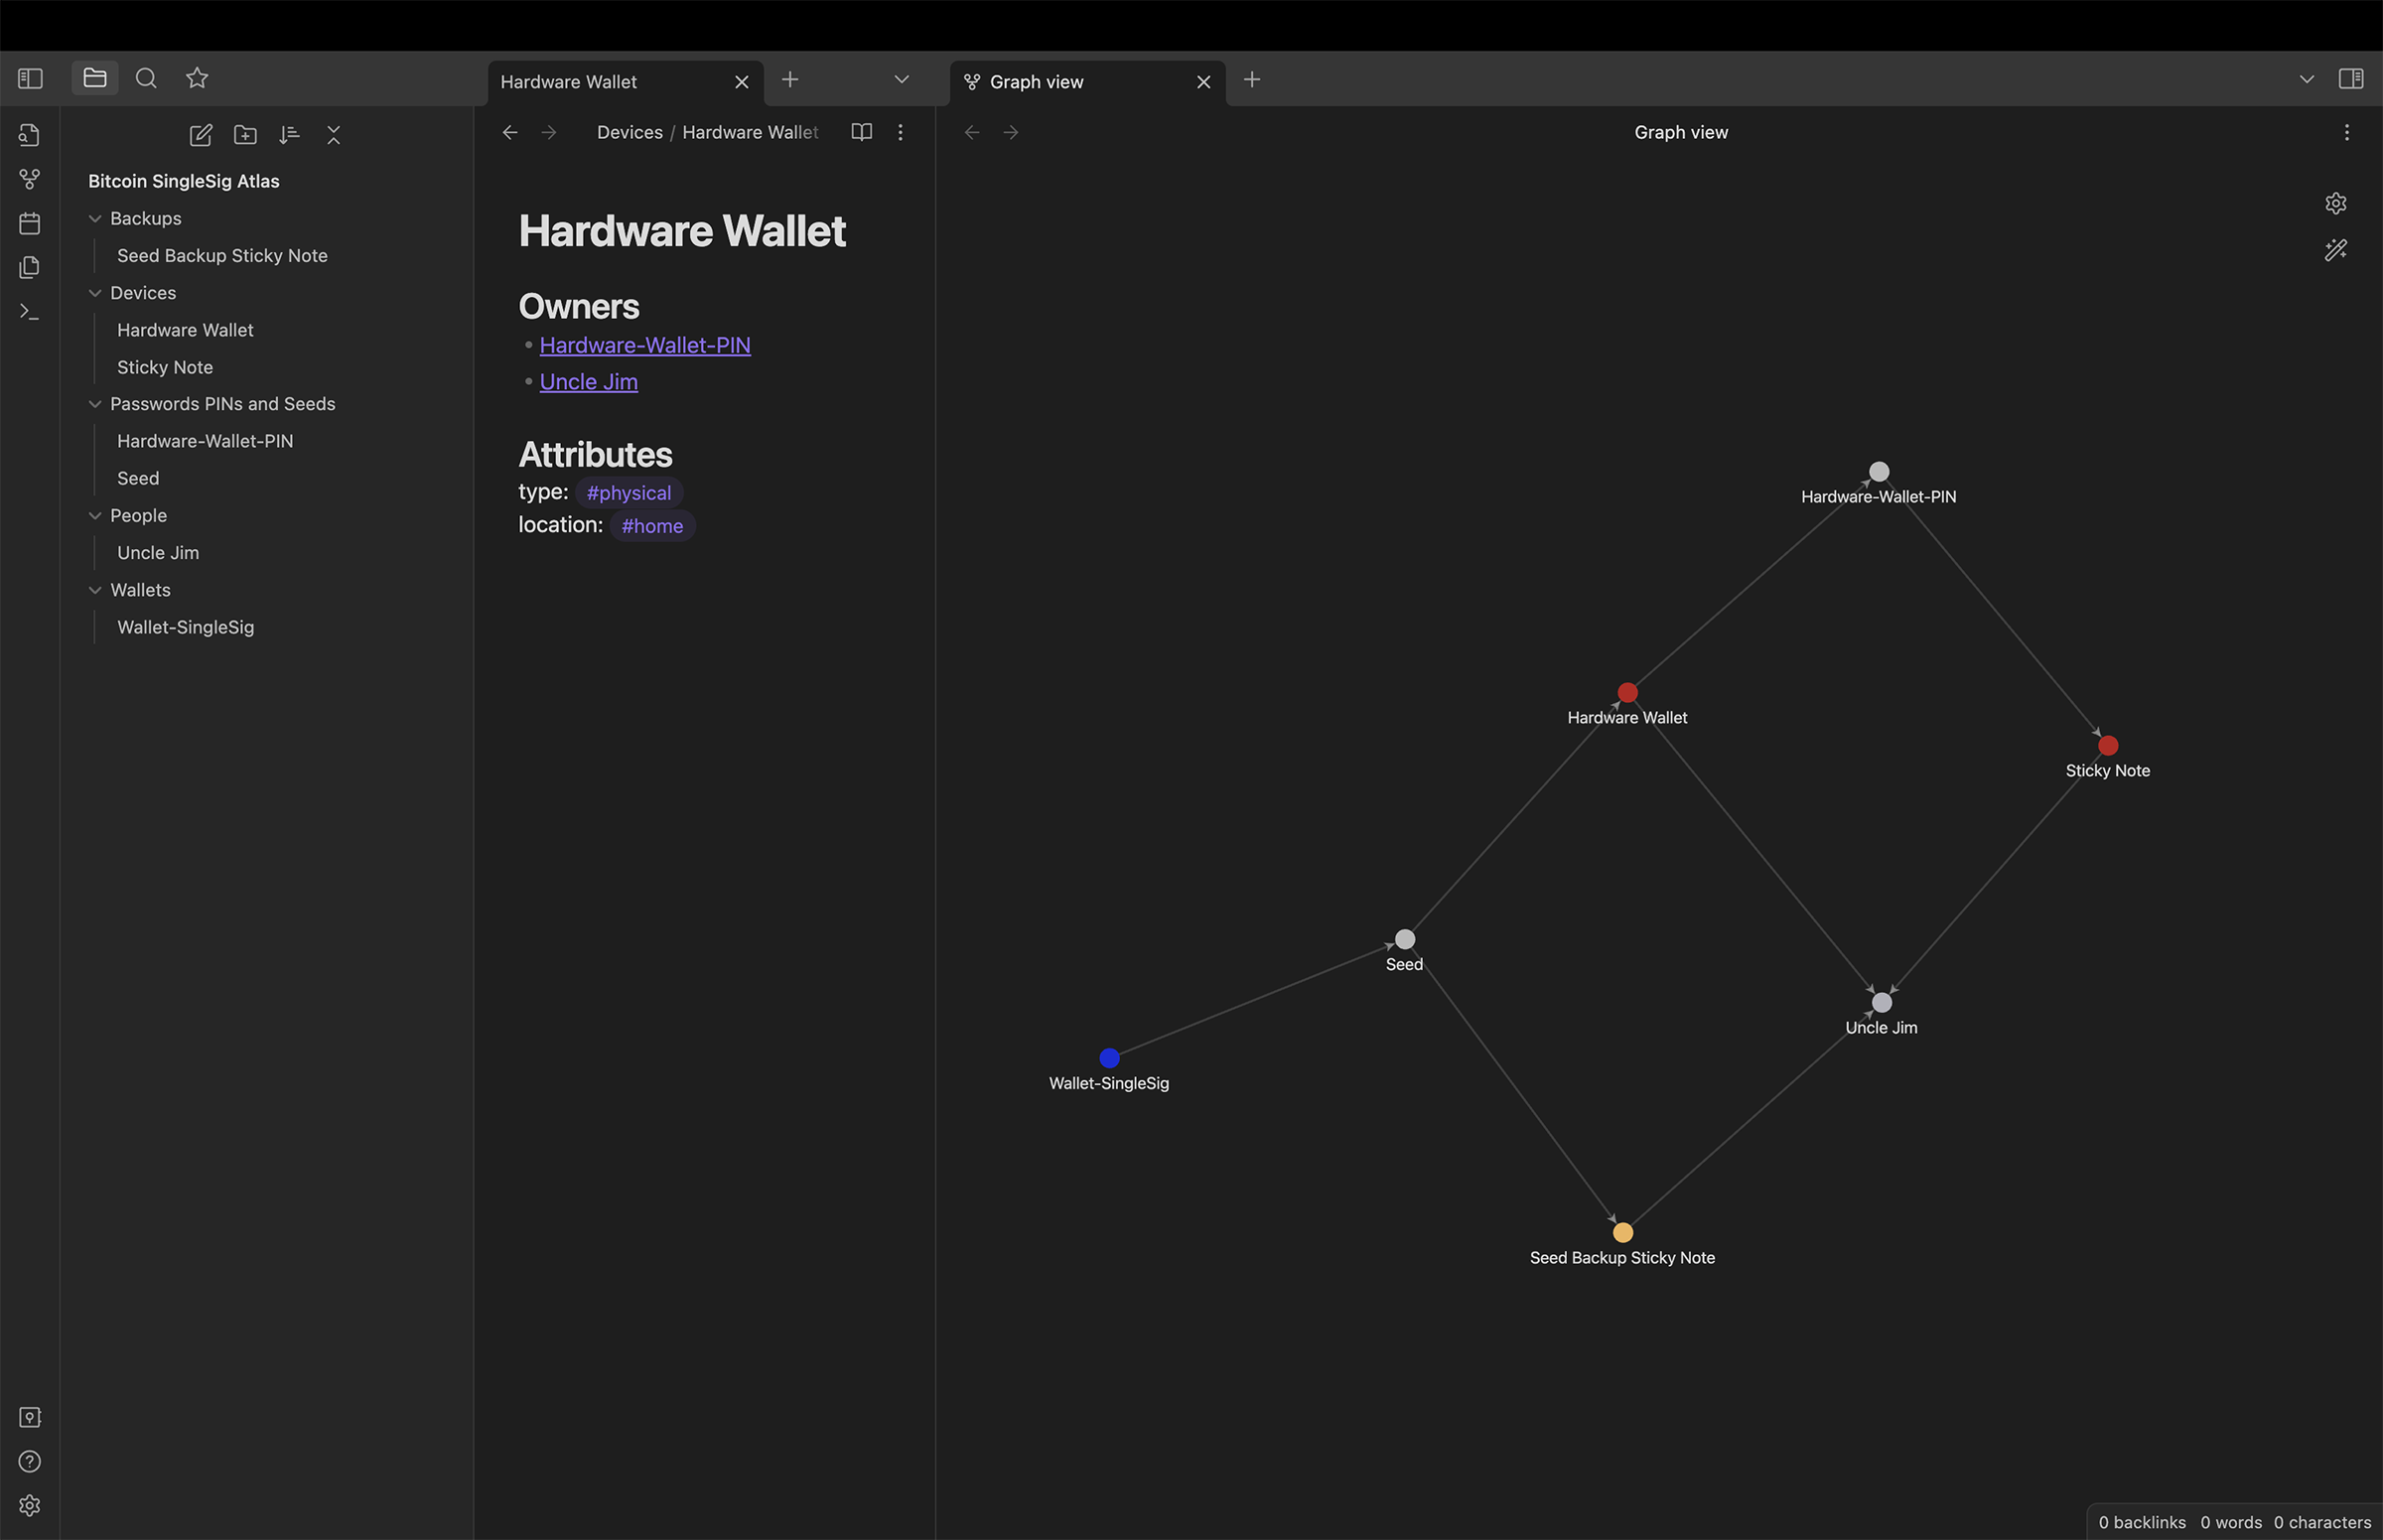 Hardware Wallet
Graph view
Devices / Hardware Wallet
Graph view
Bitcoin SingleSig Atlas
Backups
Seed Backup Sticky Note
Devices
Hardware Wallet
Sticky Note
Passwords PINs and Seeds
Hardware-Wallet-PIN
Seed
People
Uncle Jim
Wallets
Wallet-SingleSig
Hardware Wallet
Owners
Hardware-Wallet-PIN
Uncle Jim
Attributes
type: #physical
location: #home
Hardware-Wallet-PIN
Hardware Wallet
Sticky Note
Seed
Uncle Jim
Wallet-SingleSig
Seed Backup Sticky Note
0 backlinks 0 words 0 characters